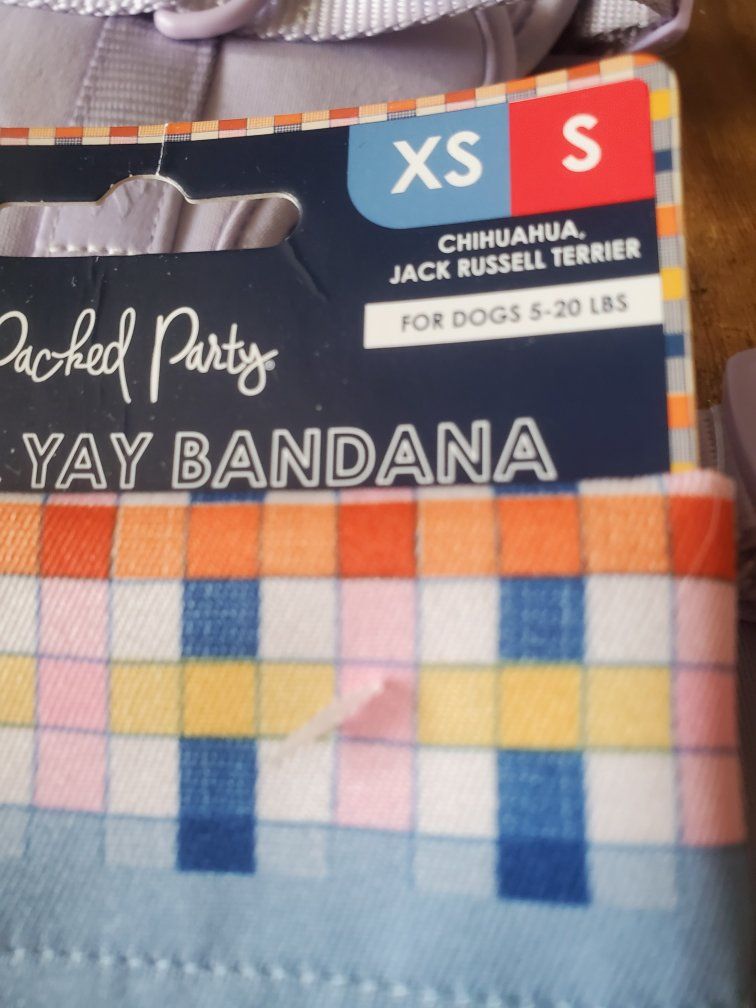 XS S
CHIHUAHUA,
JACK RUSSELL TERRIER
FOR DOGS 5-20 LBS
Packed Party
YAY BANDANA